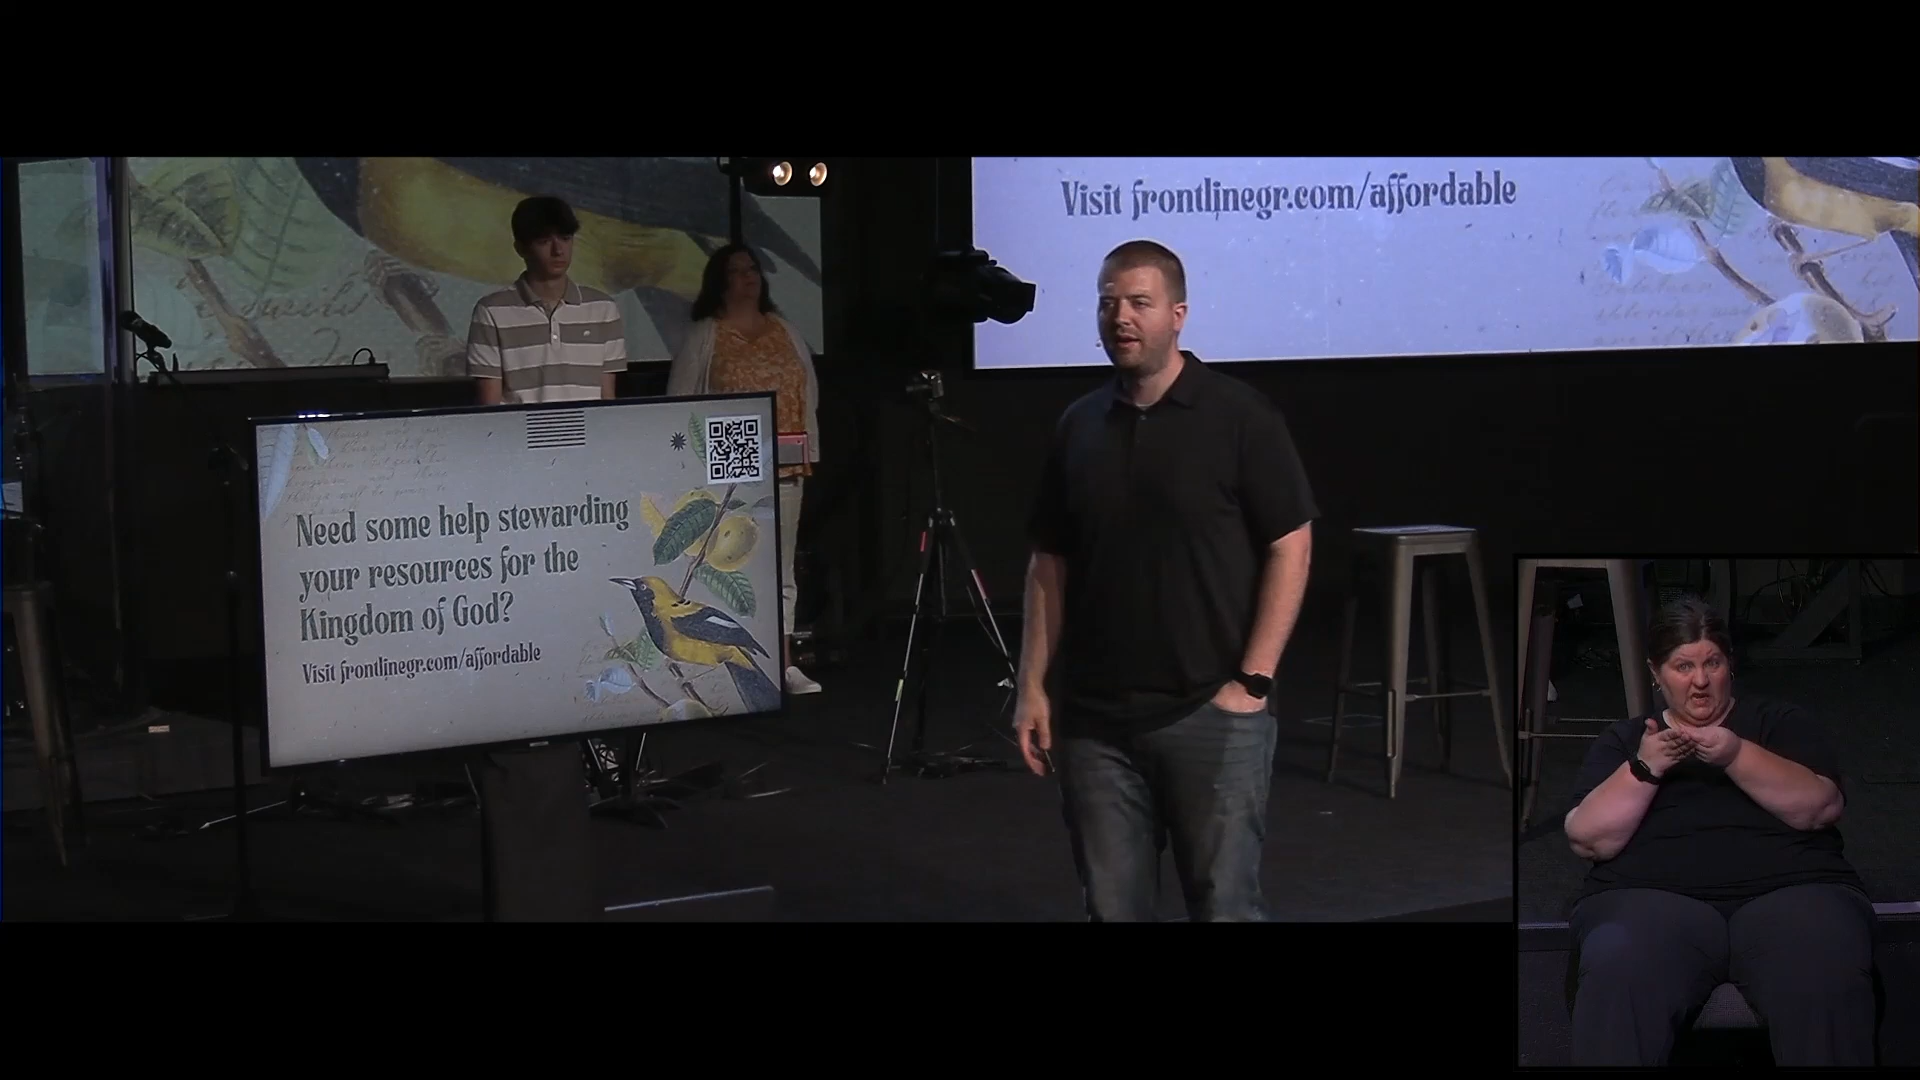 Visit frontlinegr.com/affordable
Need some help stewarding
your resources for the
Kingdom of God?
Visit frontlinegr.com/affordable